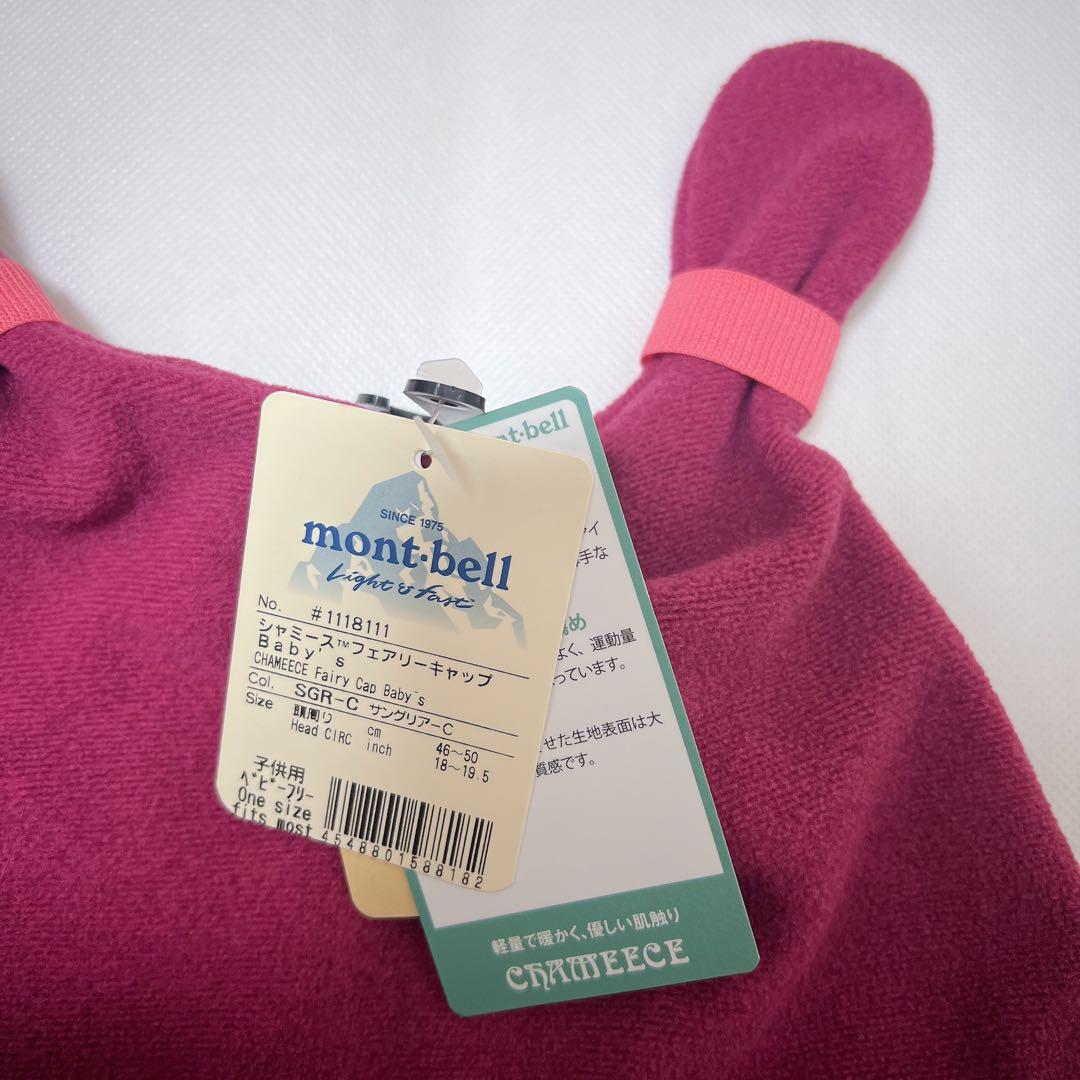 SINCE 1975
mont·bell
Light & Fast
No. #1118111
シャミース™フェアリーキャップ
Baby's
CHAMEECE Fairy Cap Baby's
Col. SGR-C サングリアーC
Size 頭周り cm 46～50
Head CIRC inch 18～19.5
子供用
ベビーフリー
One size
fits most
4548801588182
nt·bell
イ
手な
め
よく、運動量
っています。
せた生地表面は大
質感です。
軽量で暖かく、優しい肌触り
CHAMEECE